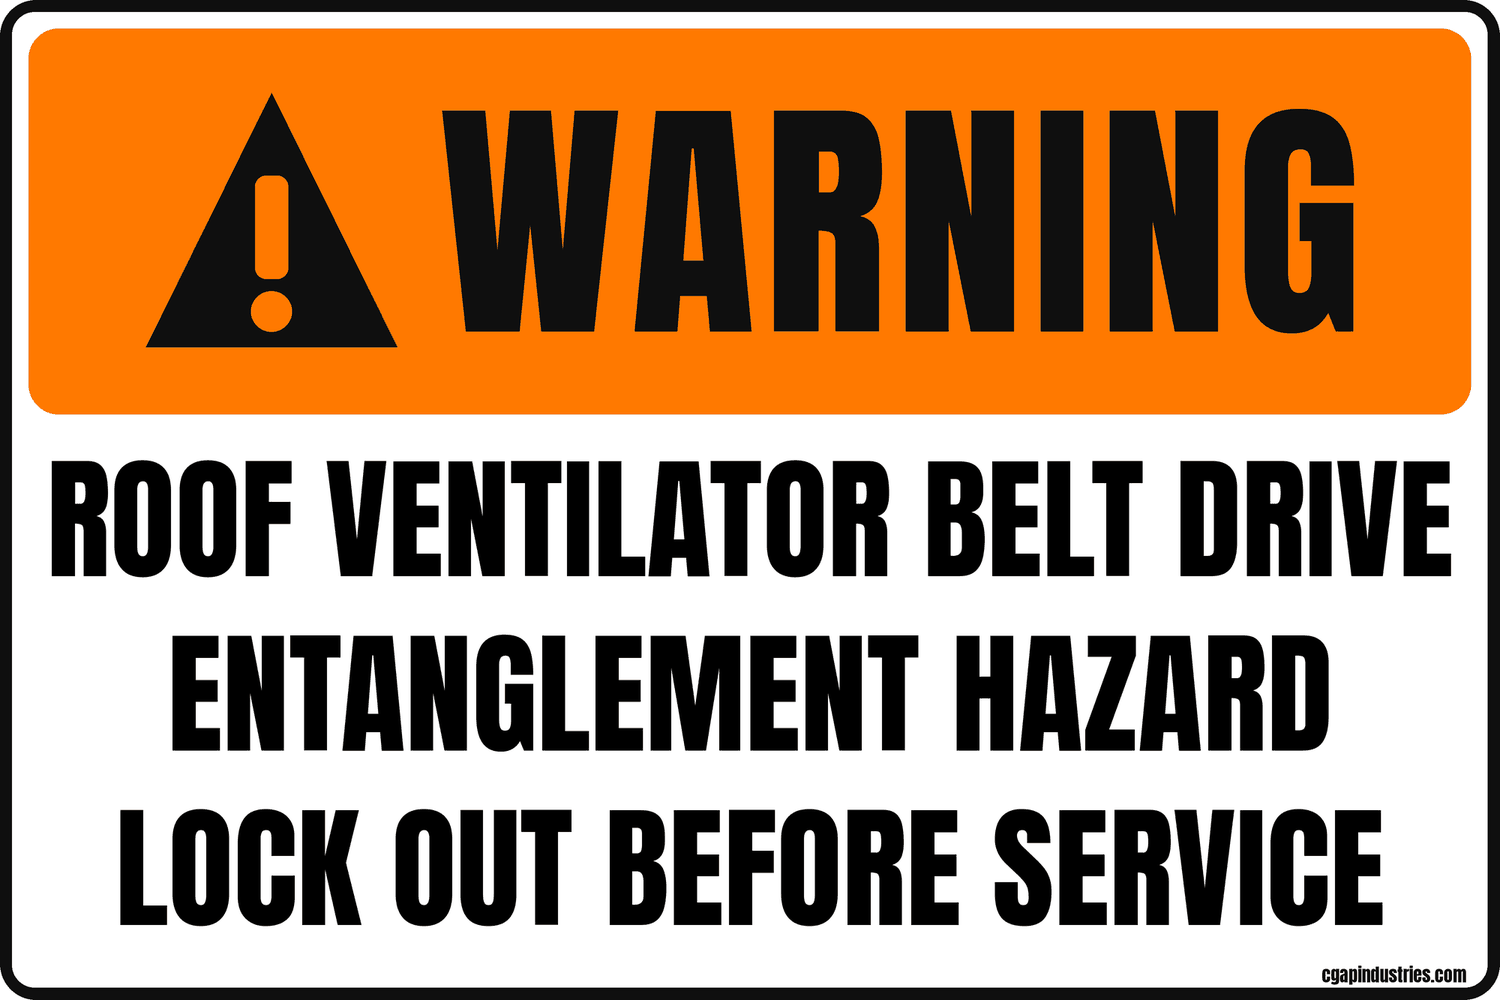 WARNING
ROOF VENTILATOR BELT DRIVE
ENTANGLEMENT HAZARD
LOCK OUT BEFORE SERVICE
cgapindustries.com